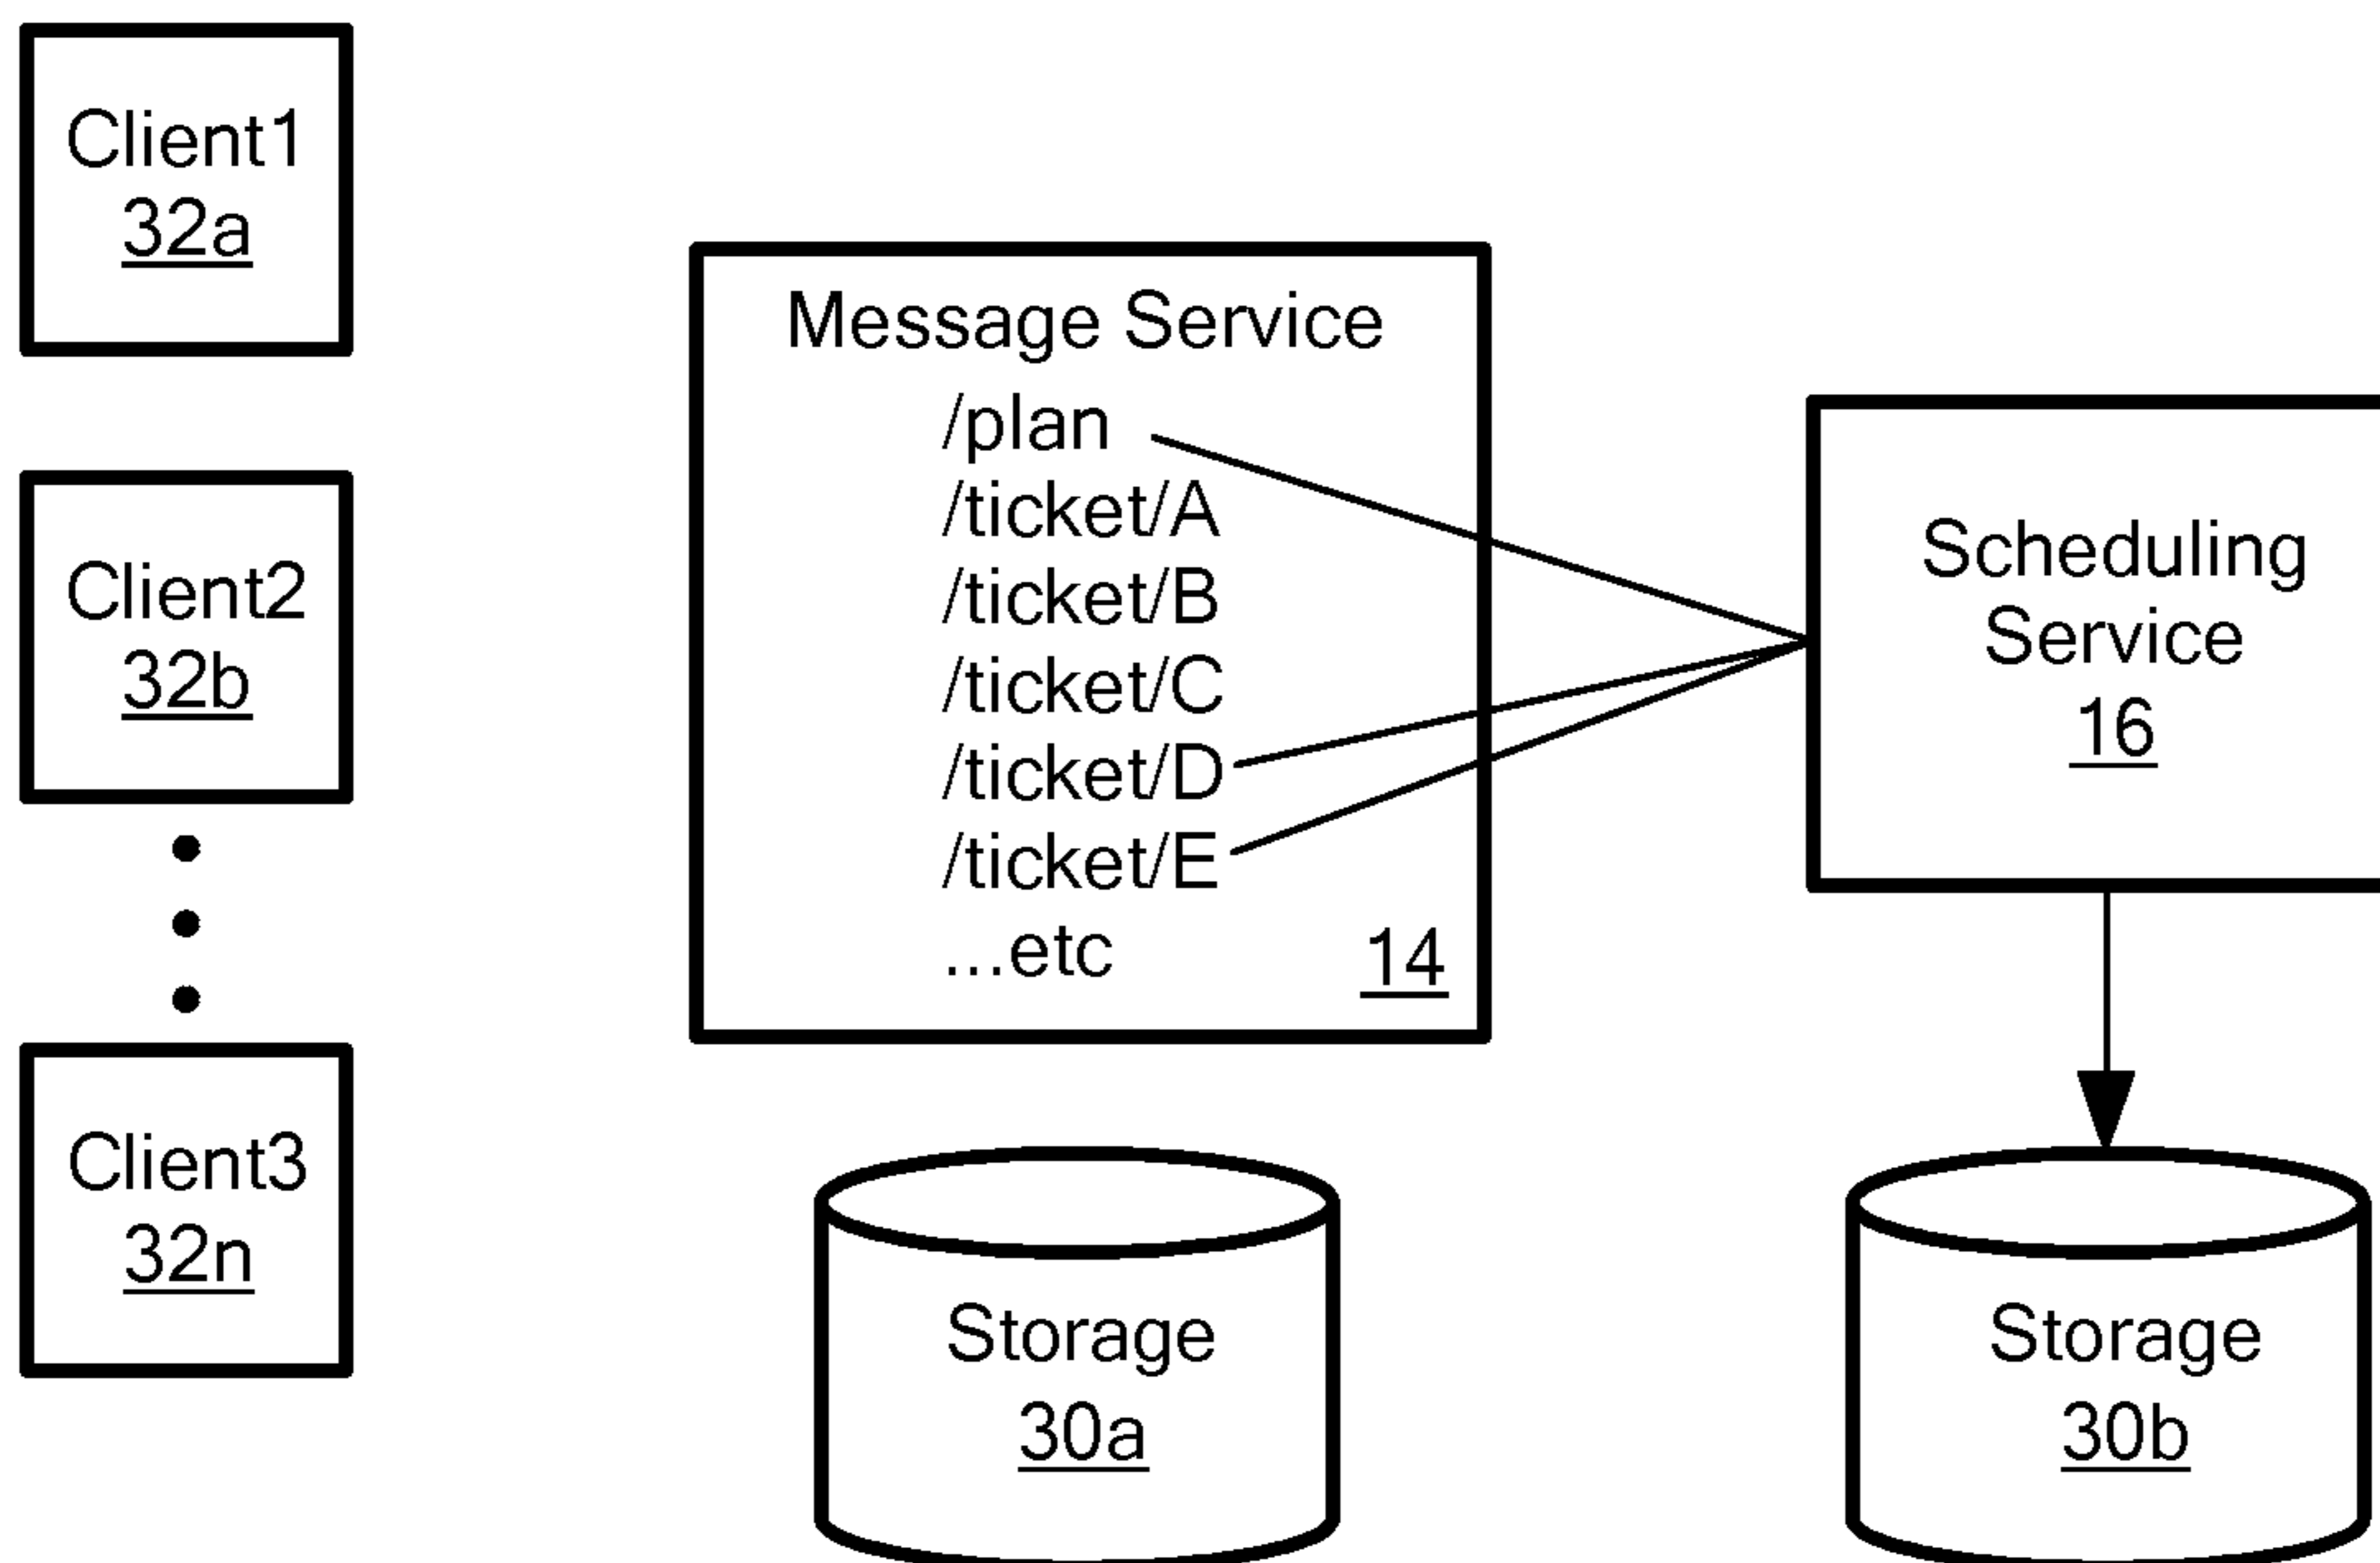 Client1
32a
Client2
32b
Client3
32n
Message Service
/plan
/ticket/A
/ticket/B
/ticket/C
/ticket/D
/ticket/E
...etc
14
Scheduling
Service
16
Storage
30a
Storage
30b